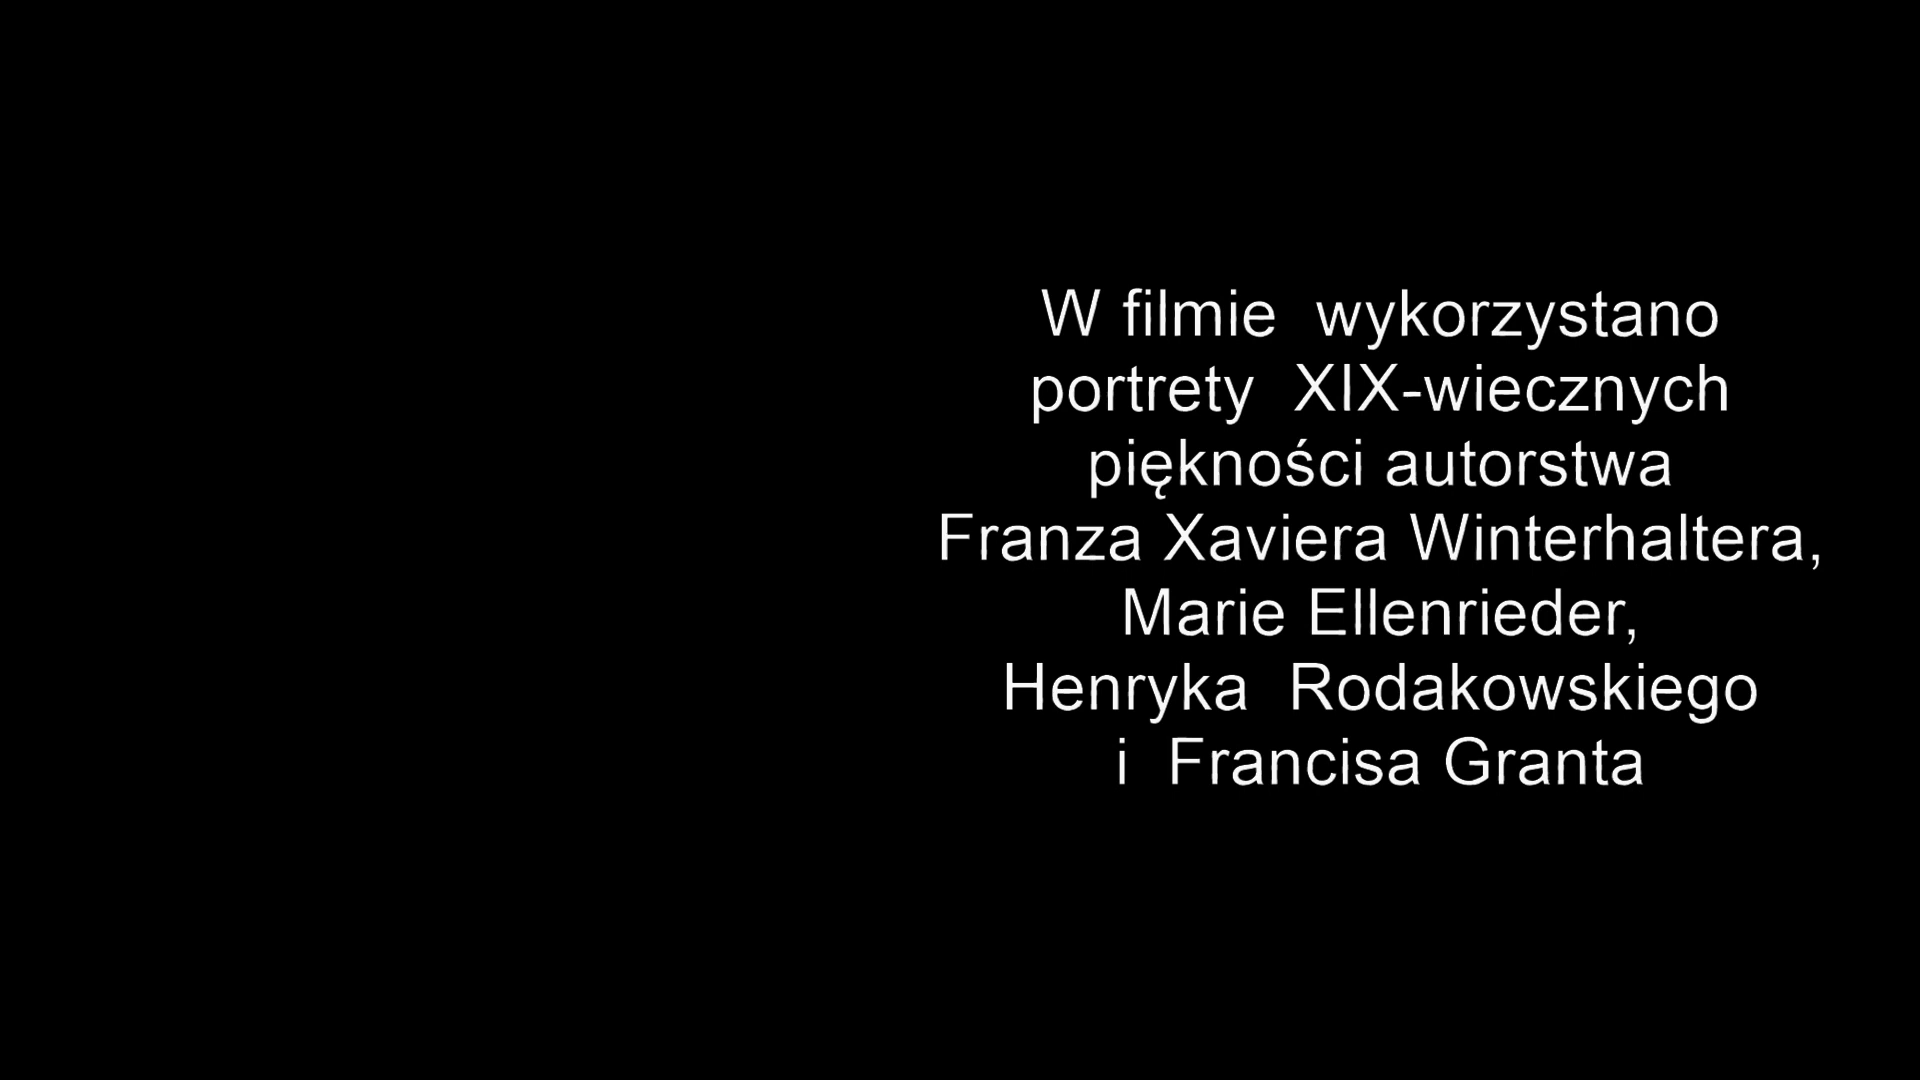 W filmie  wykorzystano
portrety  XIX-wiecznych
piękności autorstwa
Franza Xaviera Winterhaltera,
Marie Ellenrieder,
Henryka  Rodakowskiego
i  Francisa Granta